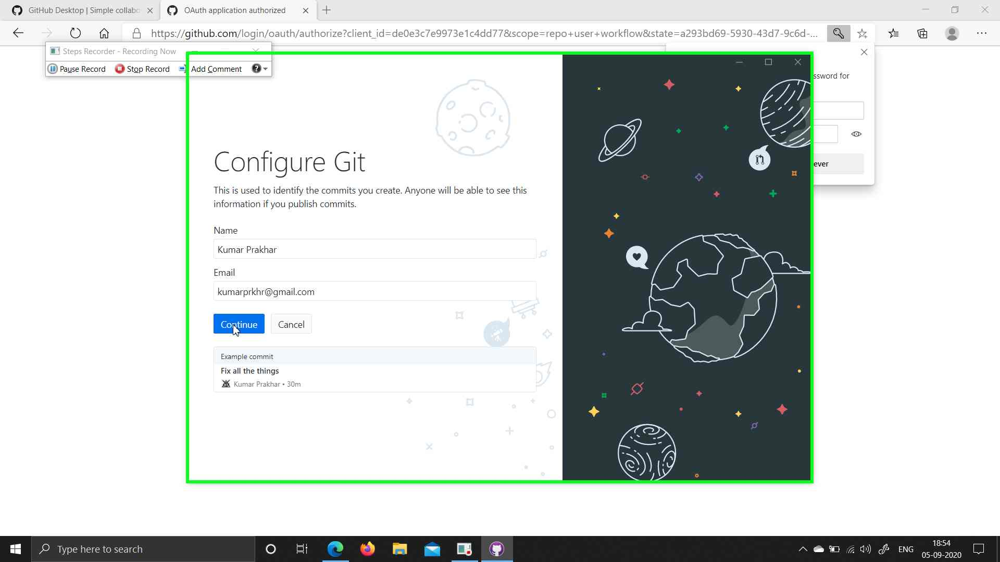 GitHub Desktop | Simple collabo
OAuth application authorized
https://github.com/login/oauth/authorize?client_id=de0e3c7e9973e1c4dd77&scope=repo+user+workflow&state=a293bd69-5930-43d7-9c6d-...
Steps Recorder - Recording Now
Pause Record
Stop Record
Add Comment
ssword for
ever
Configure Git
This is used to identify the commits you create. Anyone will be able to see this
information if you publish commits.
Name
Kumar Prakhar
Email
kumarprkhr@gmail.com
Continue
Cancel
Example commit
Fix all the things
Kumar Prakhar • 30m
Type here to search
ENG
18:54
05-09-2020